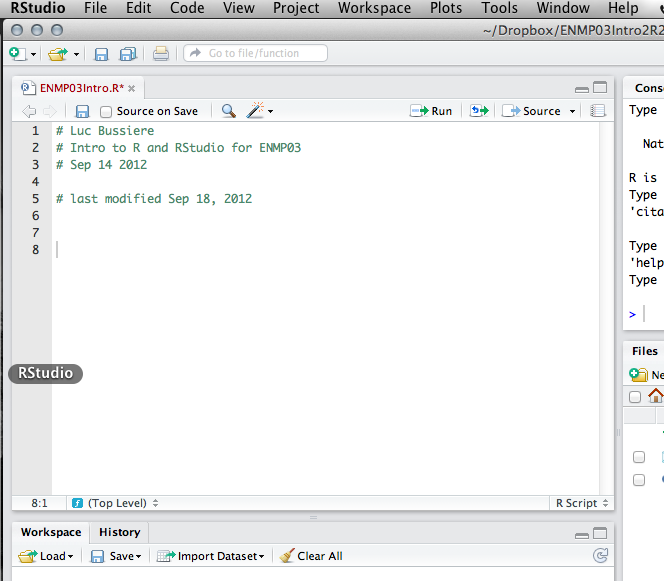 RStudio File Edit Code View Project Workspace Plots Tools Window Help
~/Dropbox/ENMP03Intro2R2
Go to file/function
ENMP03Intro.R*
Source on Save Run Source
1 # Luc Bussiere
2 # Intro to R and RStudio for ENMP03
3 # Sep 14 2012
4
5 # last modified Sep 18, 2012
6
7
8
RStudio
8:1 (Top Level) R Script
Workspace History
Load Save Import Dataset Clear All
Cons
Type
Nat
R is
Type
'cita
Type
'help
Type
>
Files
Ne